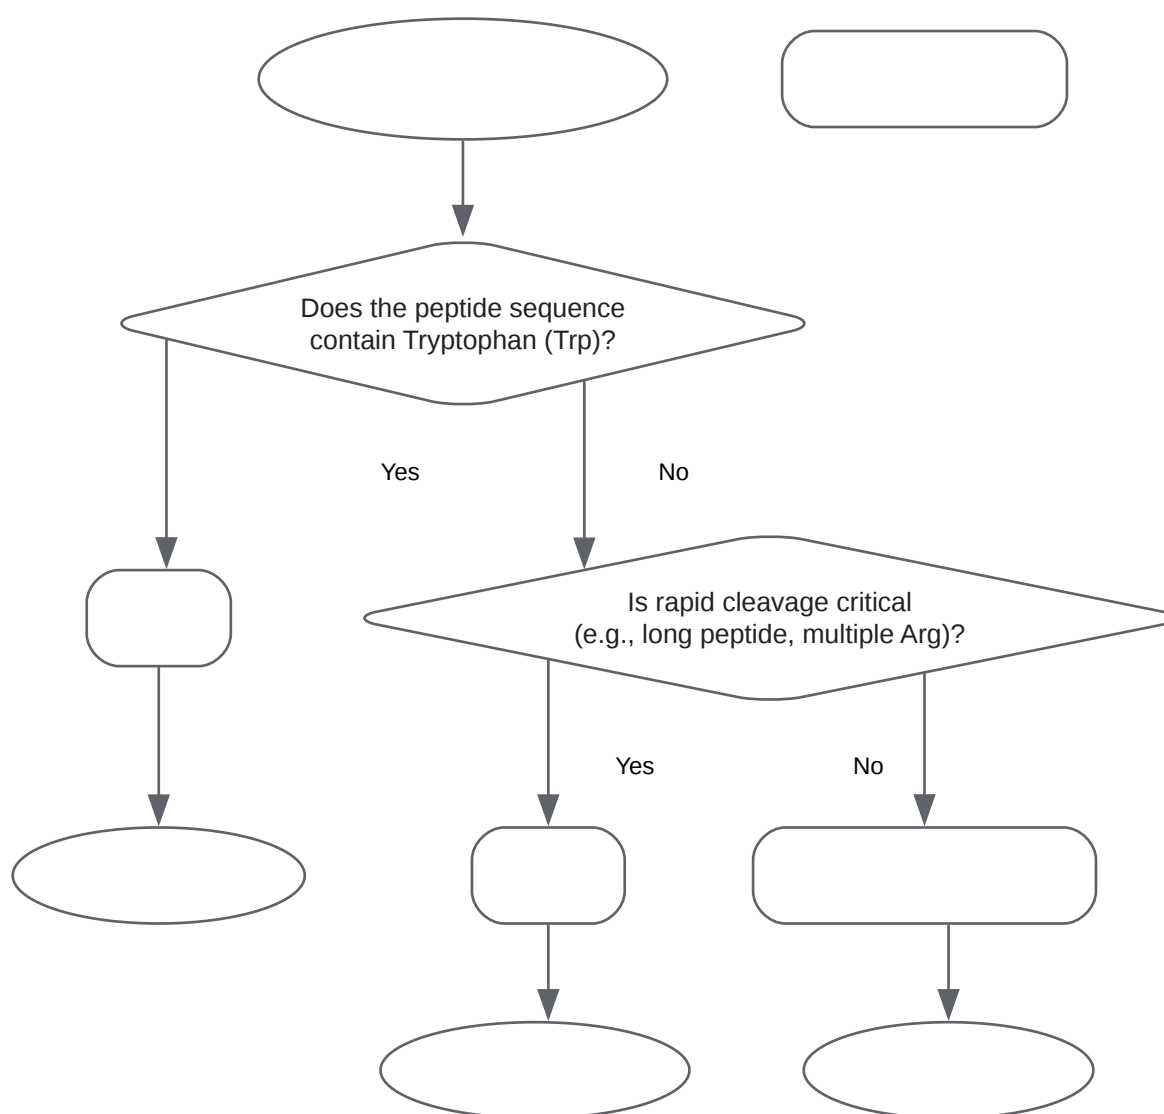 Does the peptide sequence
contain Tryptophan (Trp)?
Yes
No
Is rapid cleavage critical
(e.g., long peptide, multiple Arg)?
Yes
No